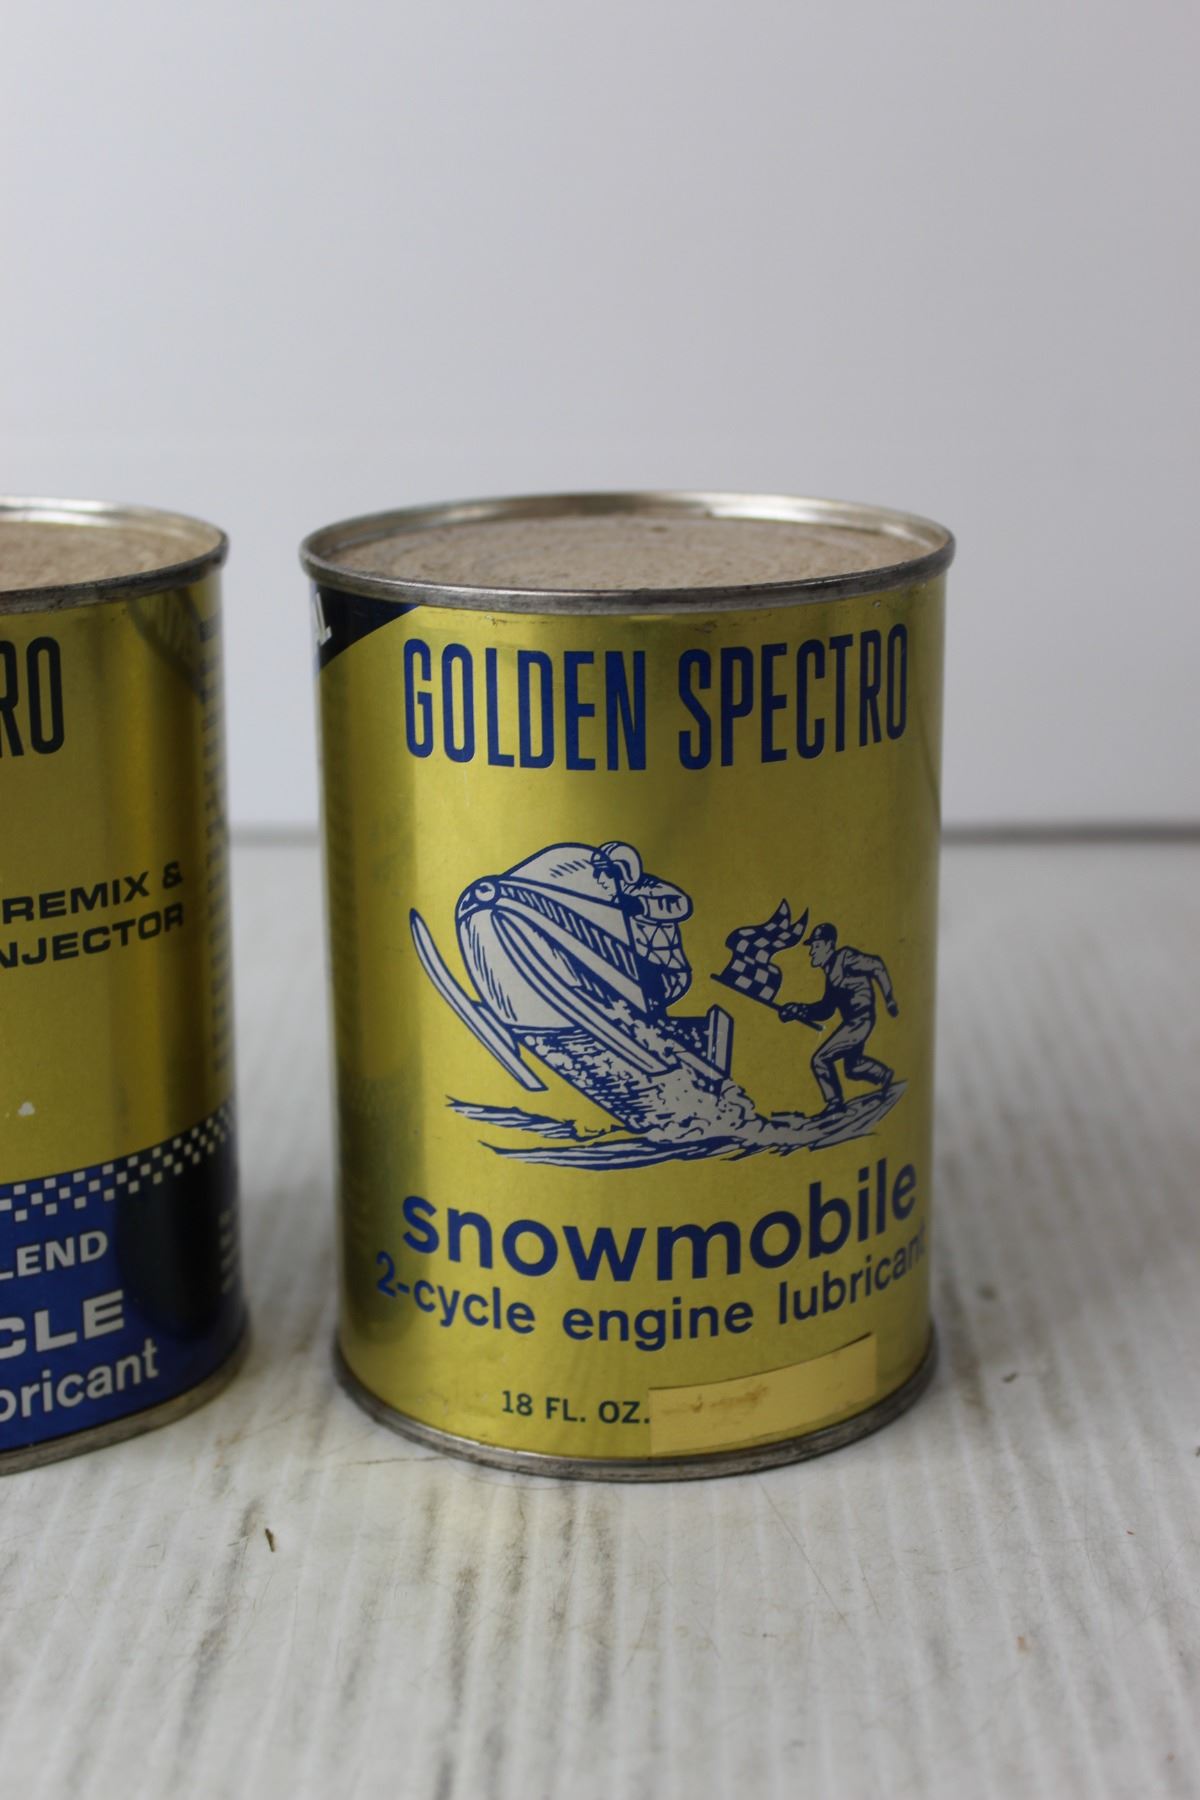 RO
REMIX &
NJECTOR
LEND
CLE
bricant
GOLDEN SPECTRO
snowmobile
2-cycle engine lubricant
18 FL. OZ.